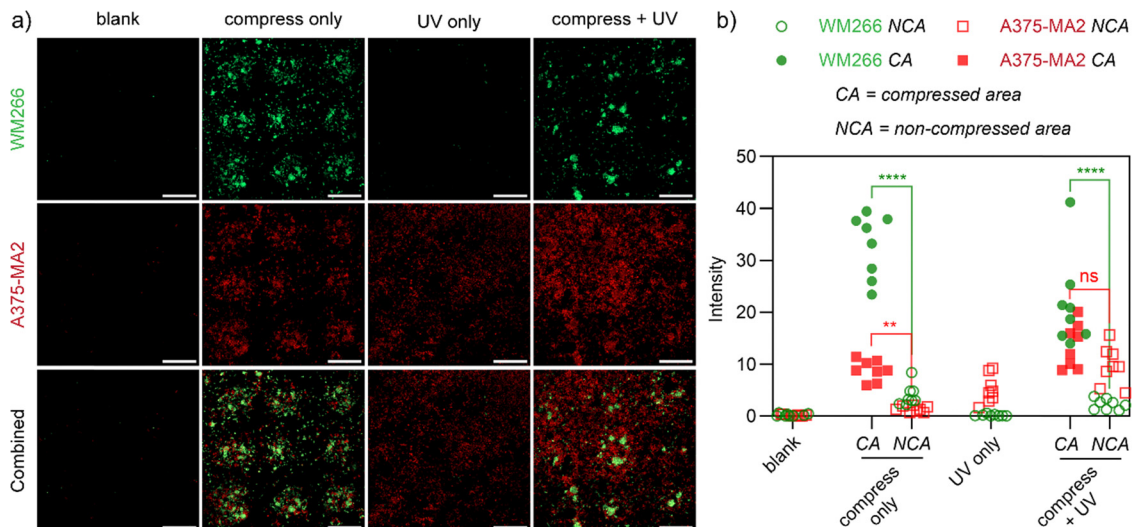 a)
blank
compress only
UV only
compress + UV
WM266
A375-MA2
Combined
b)
WM266 NCA
A375-MA2 NCA
WM266 CA
A375-MA2 CA
CA = compressed area
NCA = non-compressed area
Intensity
50
40
30
20
10
0
****
**
****
ns
blank
CA
NCA
compress
only
UV only
CA
NCA
compress
+ UV